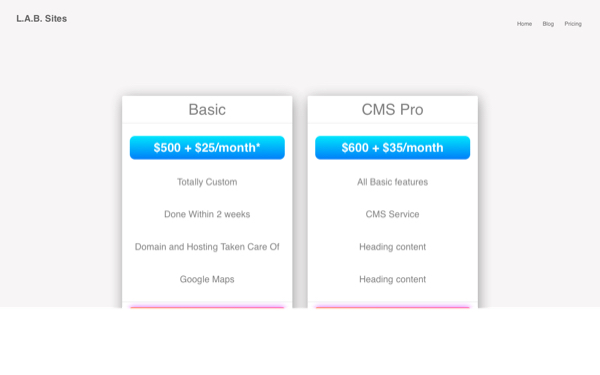 L.A.B. Sites
Home Blog Pricing
Basic
$500 + $25/month*
Totally Custom
Done Within 2 weeks
Domain and Hosting Taken Care Of
Google Maps
CMS Pro
$600 + $35/month
All Basic features
CMS Service
Heading content
Heading content